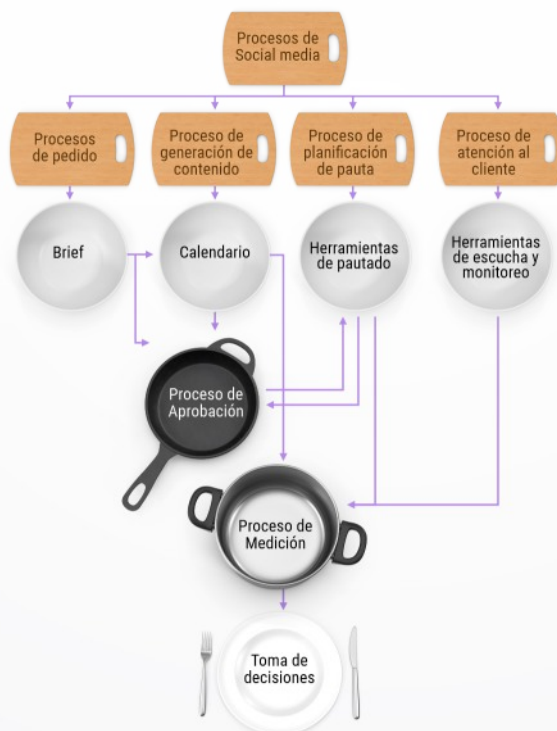 Procesos de
Social media
Procesos
de pedido
Proceso de
generación de
contenido
Proceso de
planificación
de pauta
Proceso de
atención al
cliente
Brief
Calendario
Herramientas
de pautado
Herramientas
de escucha y
monitoreo
Proceso de
Aprobación
Proceso de
Medición
Toma de
decisiones